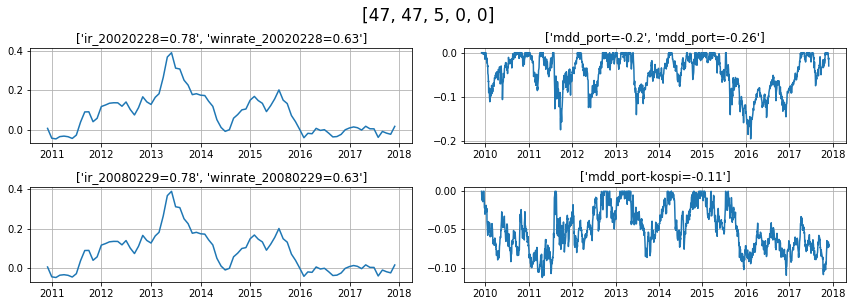 [47, 47, 5, 0, 0]
['ir_20020228=0.78', 'winrate_20020228=0.63']
0.4
0.2
0.0
2011 2012 2013 2014 2015 2016 2017 2018
['mdd_port=-0.2', 'mdd_port=-0.26']
0.0
−0.1
−0.2
2010 2011 2012 2013 2014 2015 2016 2017 2018
['ir_20080229=0.78', 'winrate_20080229=0.63']
0.4
0.2
0.0
2011 2012 2013 2014 2015 2016 2017 2018
['mdd_port-kospi=-0.11']
0.00
−0.05
−0.10
2010 2011 2012 2013 2014 2015 2016 2017 2018